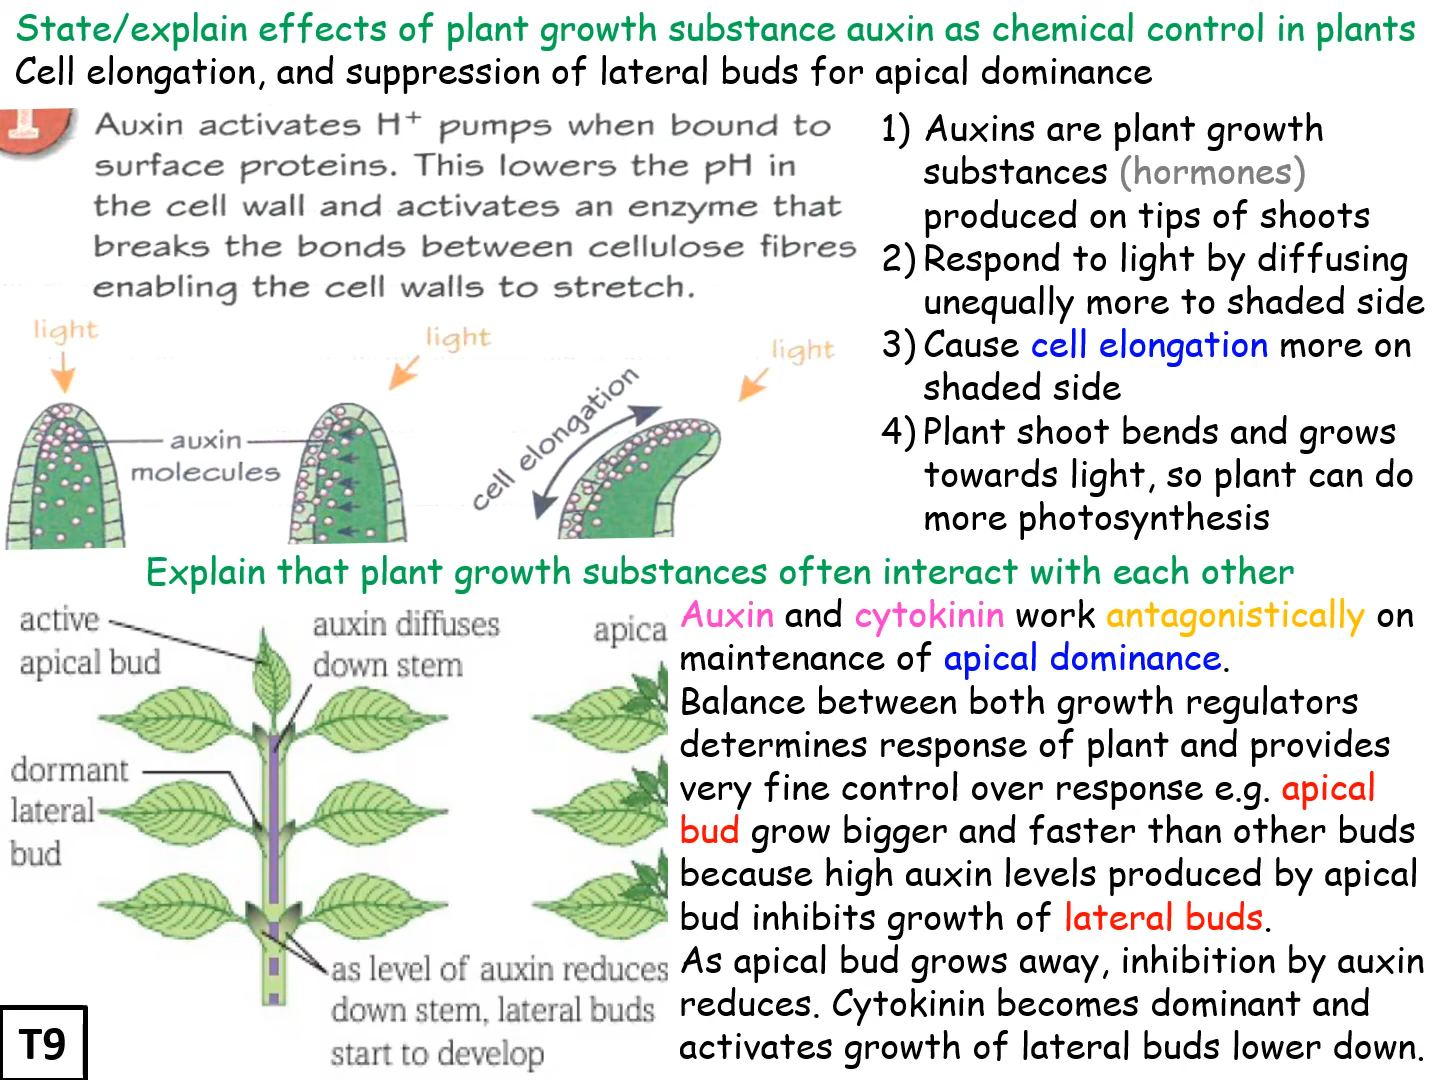 State/explain effects of plant growth substance auxin as chemical control in plants
Cell elongation, and suppression of lateral buds for apical dominance
1
Auxin activates H+ pumps when bound to
surface proteins. This lowers the pH in
the cell wall and activates an enzyme that
breaks the bonds between cellulose fibres
enabling the cell walls to stretch.
light
light
light
auxin
molecules
cell elongation
1) Auxins are plant growth
substances (hormones)
produced on tips of shoots
2) Respond to light by diffusing
unequally more to shaded side
3) Cause cell elongation more on
shaded side
4) Plant shoot bends and grows
towards light, so plant can do
more photosynthesis
Explain that plant growth substances often interact with each other
active
apical bud
auxin diffuses
down stem
apica
dormant
lateral
bud
as level of auxin reduces
down stem, lateral buds
start to develop
Auxin and cytokinin work antagonistically on
maintenance of apical dominance.
Balance between both growth regulators
determines response of plant and provides
very fine control over response e.g. apical
bud grow bigger and faster than other buds
because high auxin levels produced by apical
bud inhibits growth of lateral buds.
As apical bud grows away, inhibition by auxin
reduces. Cytokinin becomes dominant and
activates growth of lateral buds lower down.
T9